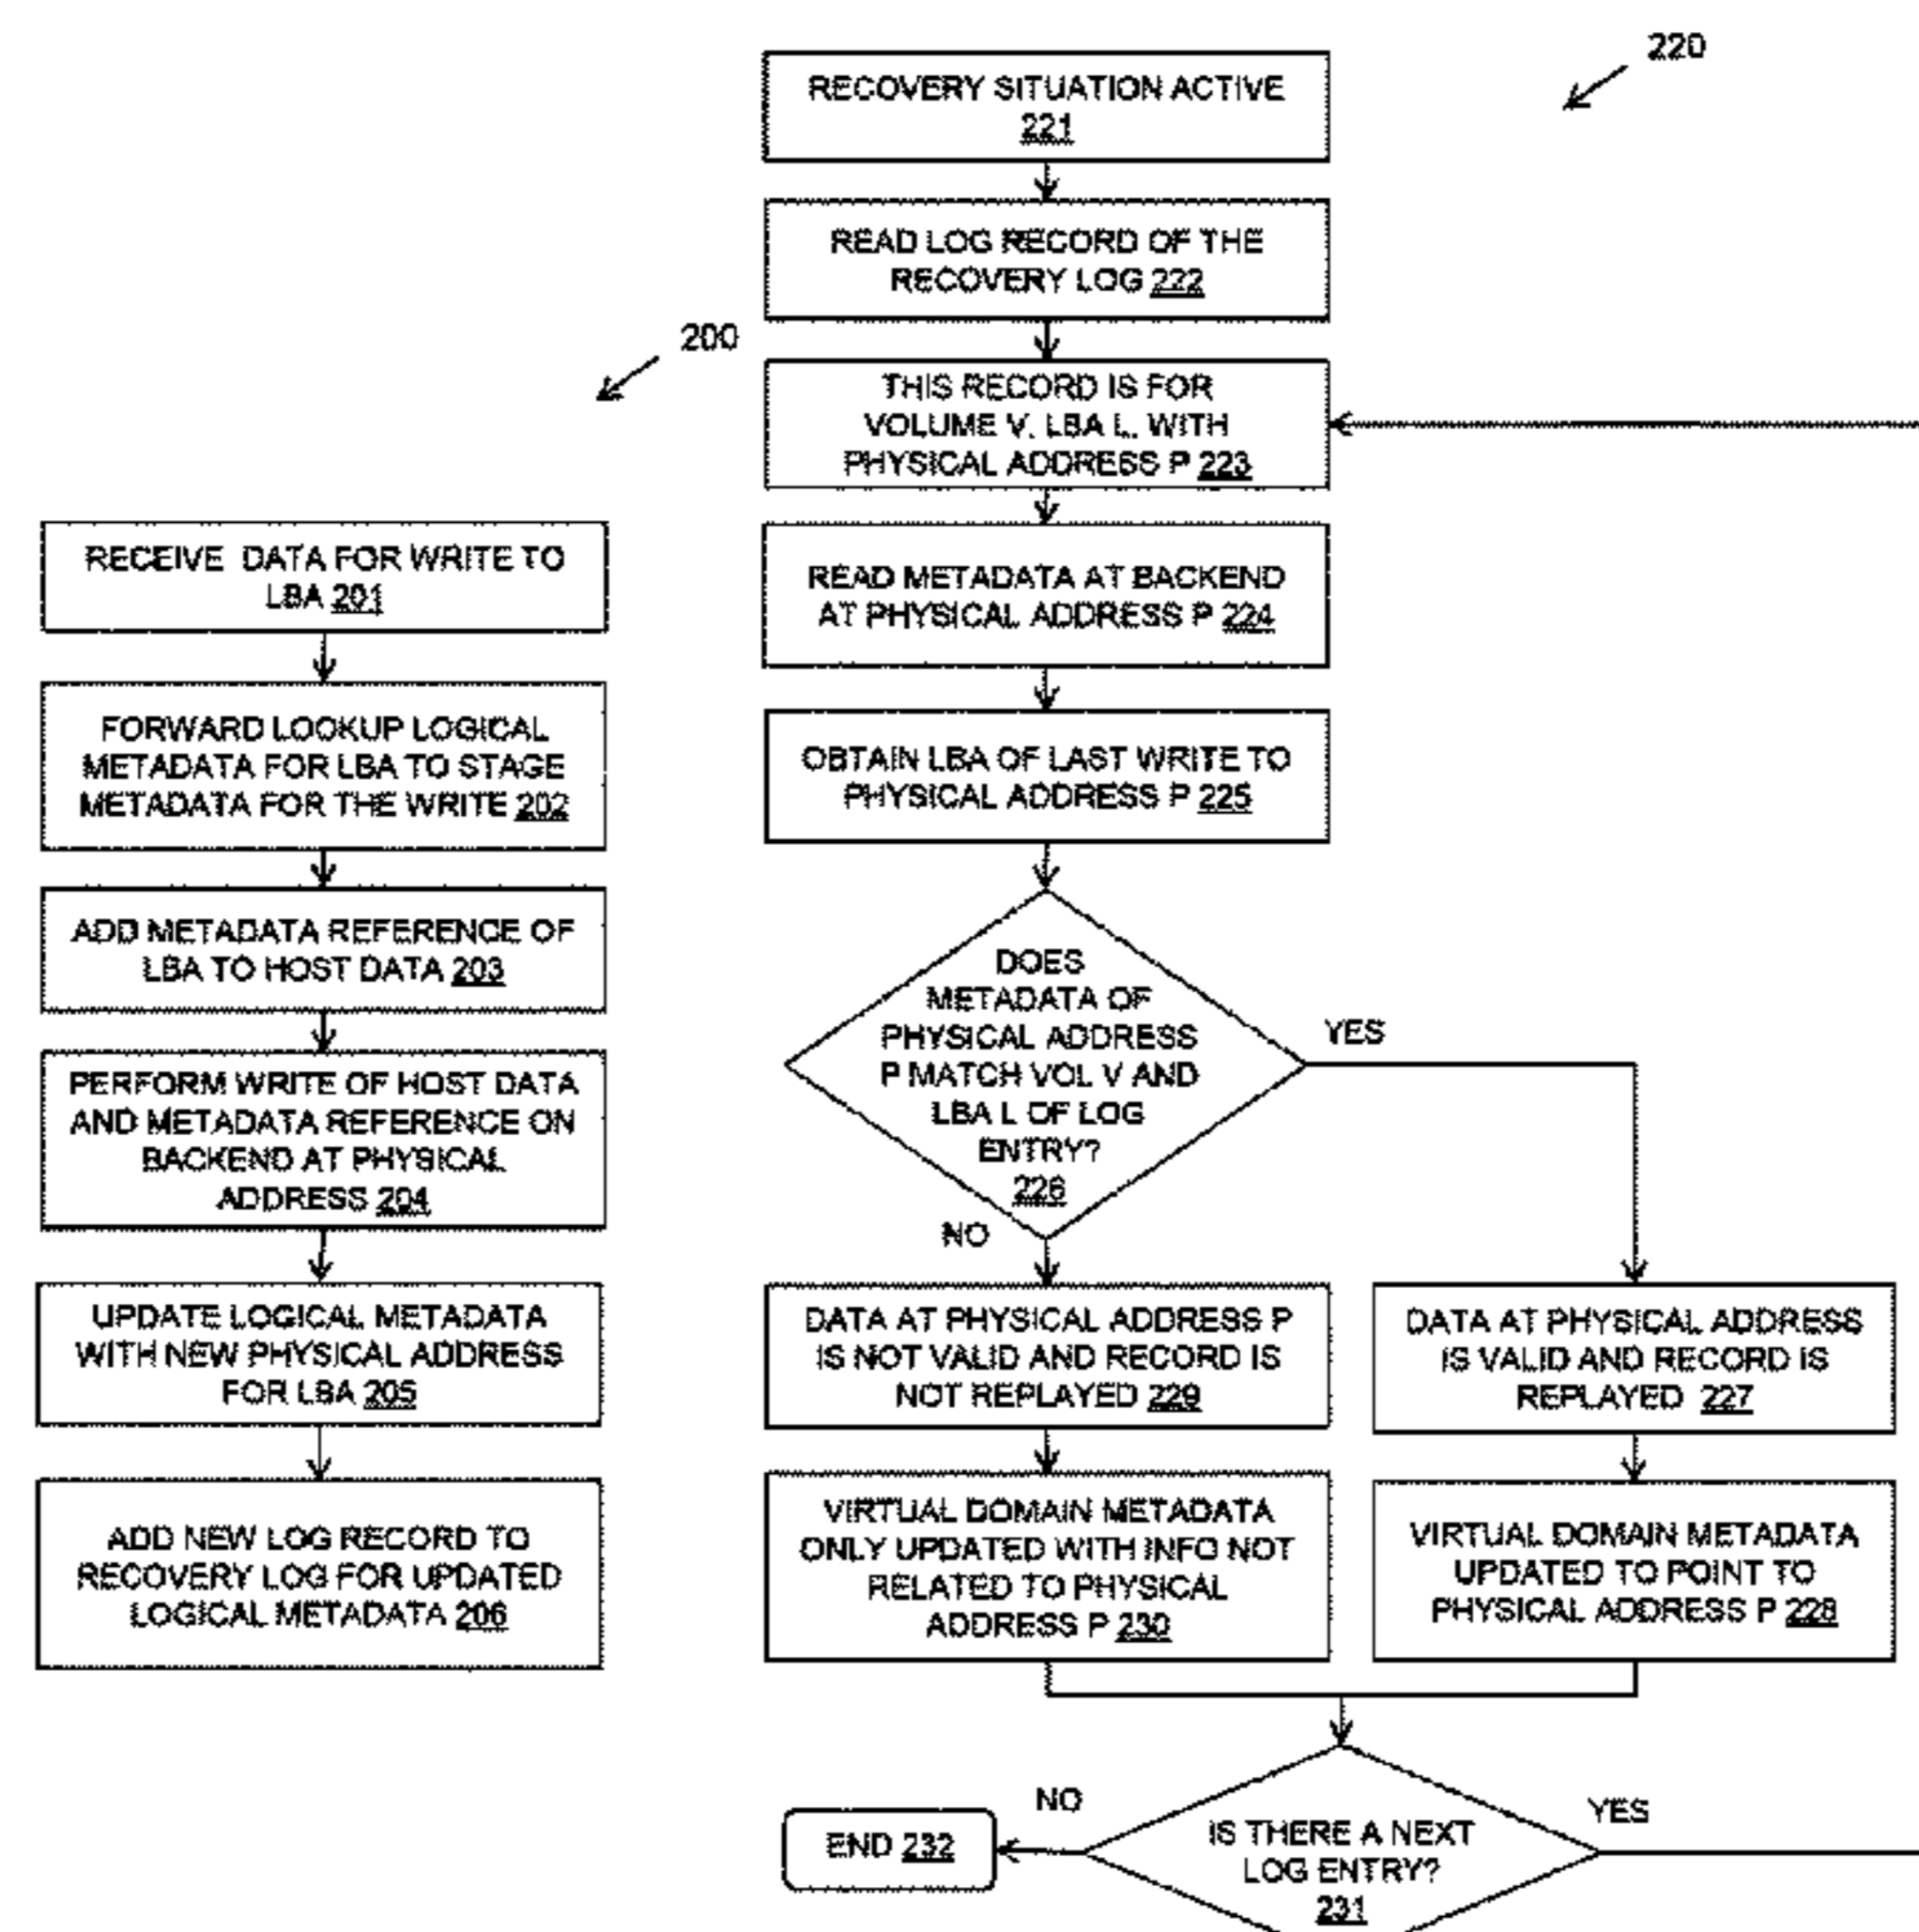 220
RECOVERY SITUATION ACTIVE
221
READ LOG RECORD OF THE
RECOVERY LOG 222
200
THIS RECORD IS FOR
VOLUME V, LBA L, WITH
PHYSICAL ADDRESS P 223
RECEIVE DATA FOR WRITE TO
LBA 201
READ METADATA AT BACKEND
AT PHYSICAL ADDRESS P 224
FORWARD LOOKUP LOGICAL
METADATA FOR LBA TO STAGE
METADATA FOR THE WRITE 202
OBTAIN LBA OF LAST WRITE TO
PHYSICAL ADDRESS P 225
ADD METADATA REFERENCE OF
LBA TO HOST DATA 203
DOES
METADATA OF
PHYSICAL ADDRESS
P MATCH VOL V AND
LBA L OF LOG
ENTRY?
226
YES
NO
PERFORM WRITE OF HOST DATA
AND METADATA REFERENCE ON
BACKEND AT PHYSICAL
ADDRESS 204
UPDATE LOGICAL METADATA
WITH NEW PHYSICAL ADDRESS
FOR LBA 205
DATA AT PHYSICAL ADDRESS P
IS NOT VALID AND RECORD IS
NOT REPLAYED 229
DATA AT PHYSICAL ADDRESS
IS VALID AND RECORD IS
REPLAYED 227
ADD NEW LOG RECORD TO
RECOVERY LOG FOR UPDATED
LOGICAL METADATA 206
VIRTUAL DOMAIN METADATA
ONLY UPDATED WITH INFO NOT
RELATED TO PHYSICAL
ADDRESS P 230
VIRTUAL DOMAIN METADATA
UPDATED TO POINT TO
PHYSICAL ADDRESS P 228
NO
YES
END 232
IS THERE A NEXT
LOG ENTRY?
231